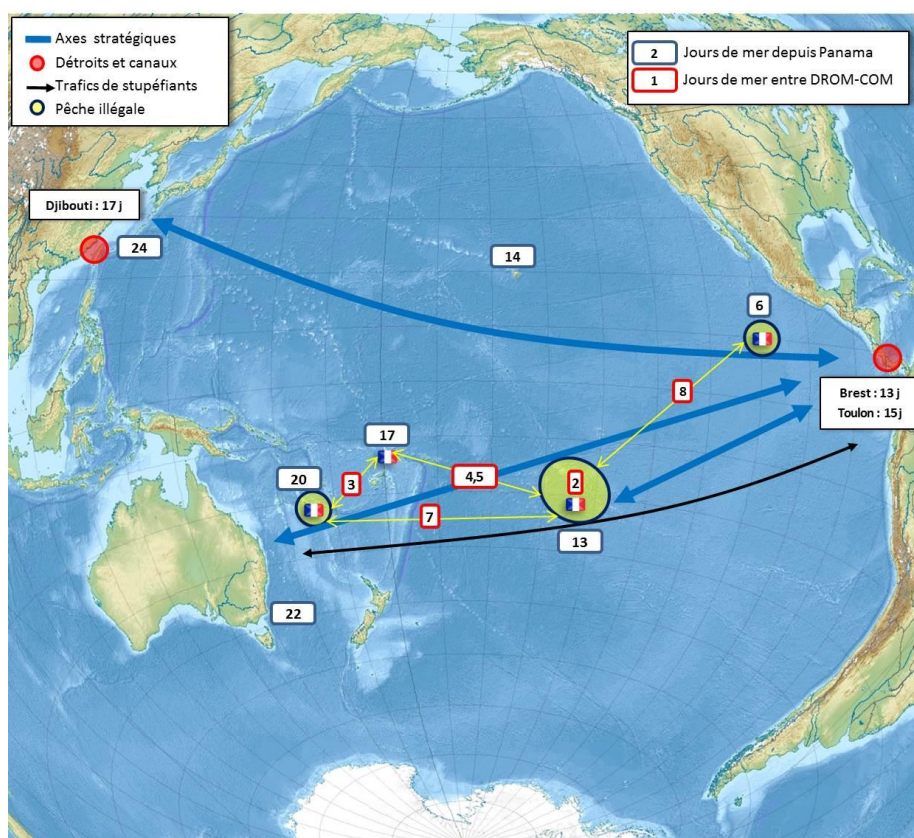 Axes stratégiques
Détroits et canaux
Trafics de stupéfiants
Pêche illégale
2 Jours de mer depuis Panama
1 Jours de mer entre DROM-COM
Djibouti : 17 j
24
14
6
8
Brest : 13 j
Toulon : 15 j
17
20
3
4,5
2
7
13
22